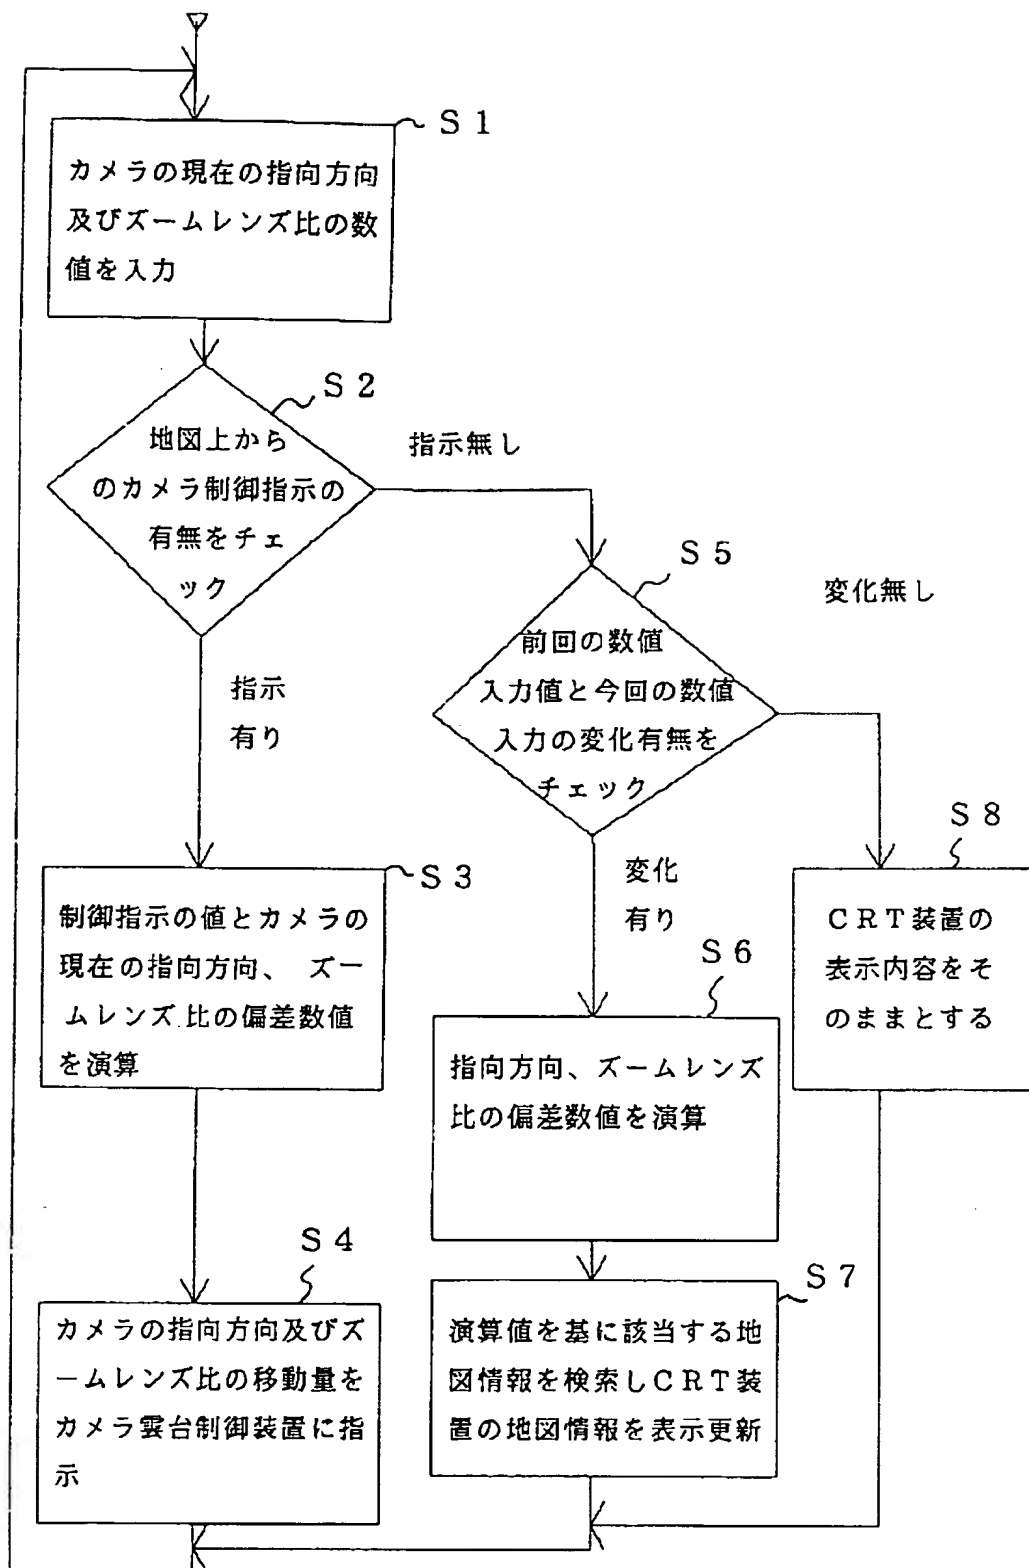 S1
カメラの現在の指向方向
及びズームレンズ比の数
値を入力
S2
地図上から
のカメラ制御指示の
有無をチェ
ック
指示無し
指示
有り
S5
前回の数値
入力値と今回の数値
入力の変化有無を
チェック
変化無し
変化
有り
S3
制御指示の値とカメラの
現在の指向方向、ズー
ムレンズ比の偏差数値
を演算
S4
カメラの指向方向及びズ
ームレンズ比の移動量を
カメラ雲台制御装置に指
示
S6
指向方向、ズームレンズ
比の偏差数値を演算
S7
演算値を基に該当する地
図情報を検索しCRT装
置の地図情報を表示更新
S8
CRT装置の
表示内容をそ
のままとする